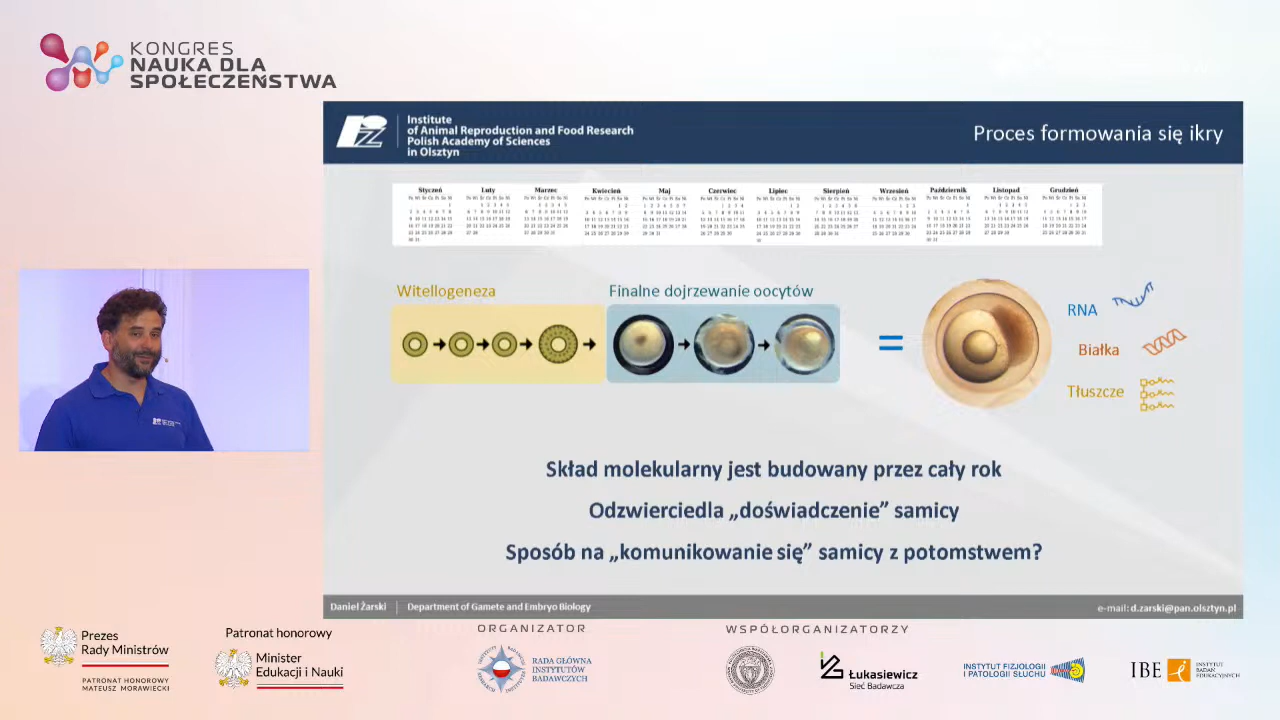 KONGRES
NAUKA DLA
SPOŁECZEŃSTWA
Institute
of Animal Reproduction and Food Research
Polish Academy of Sciences
in Olsztyn
Proces formowania się ikry
Styczeń Luty Marzec Kwiecień Maj Czerwiec Lipiec Sierpień Wrzesień Październik Listopad Grudzień
Witellogeneza
Finalne dojrzewanie oocytów
=
RNA
Białka
Tłuszcze
Skład molekularny jest budowany przez cały rok
Odzwierciedla „doświadczenie” samicy
Sposób na „komunikowanie się” samicy z potomstwem?
Daniel Żarski | Department of Gamete and Embryo Biology
e-mail: d.zarski@pan.olsztyn.pl
Prezes
Rady Ministrów
PATRONAT HONOROWY
MATEUSZ MORAWIECKI
Patronat honorowy
Minister
Edukacji i Nauki
ORGANIZATOR
RADA GŁÓWNA
INSTYTUTÓW
BADAWCZYCH
WSPÓŁORGANIZATORZY
Łukasiewicz
Sieć Badawcza
INSTYTUT FIZJOLOGII
I PATOLOGII SŁUCHU
IBE
INSTYTUT
BADAŃ
EDUKACYJNYCH